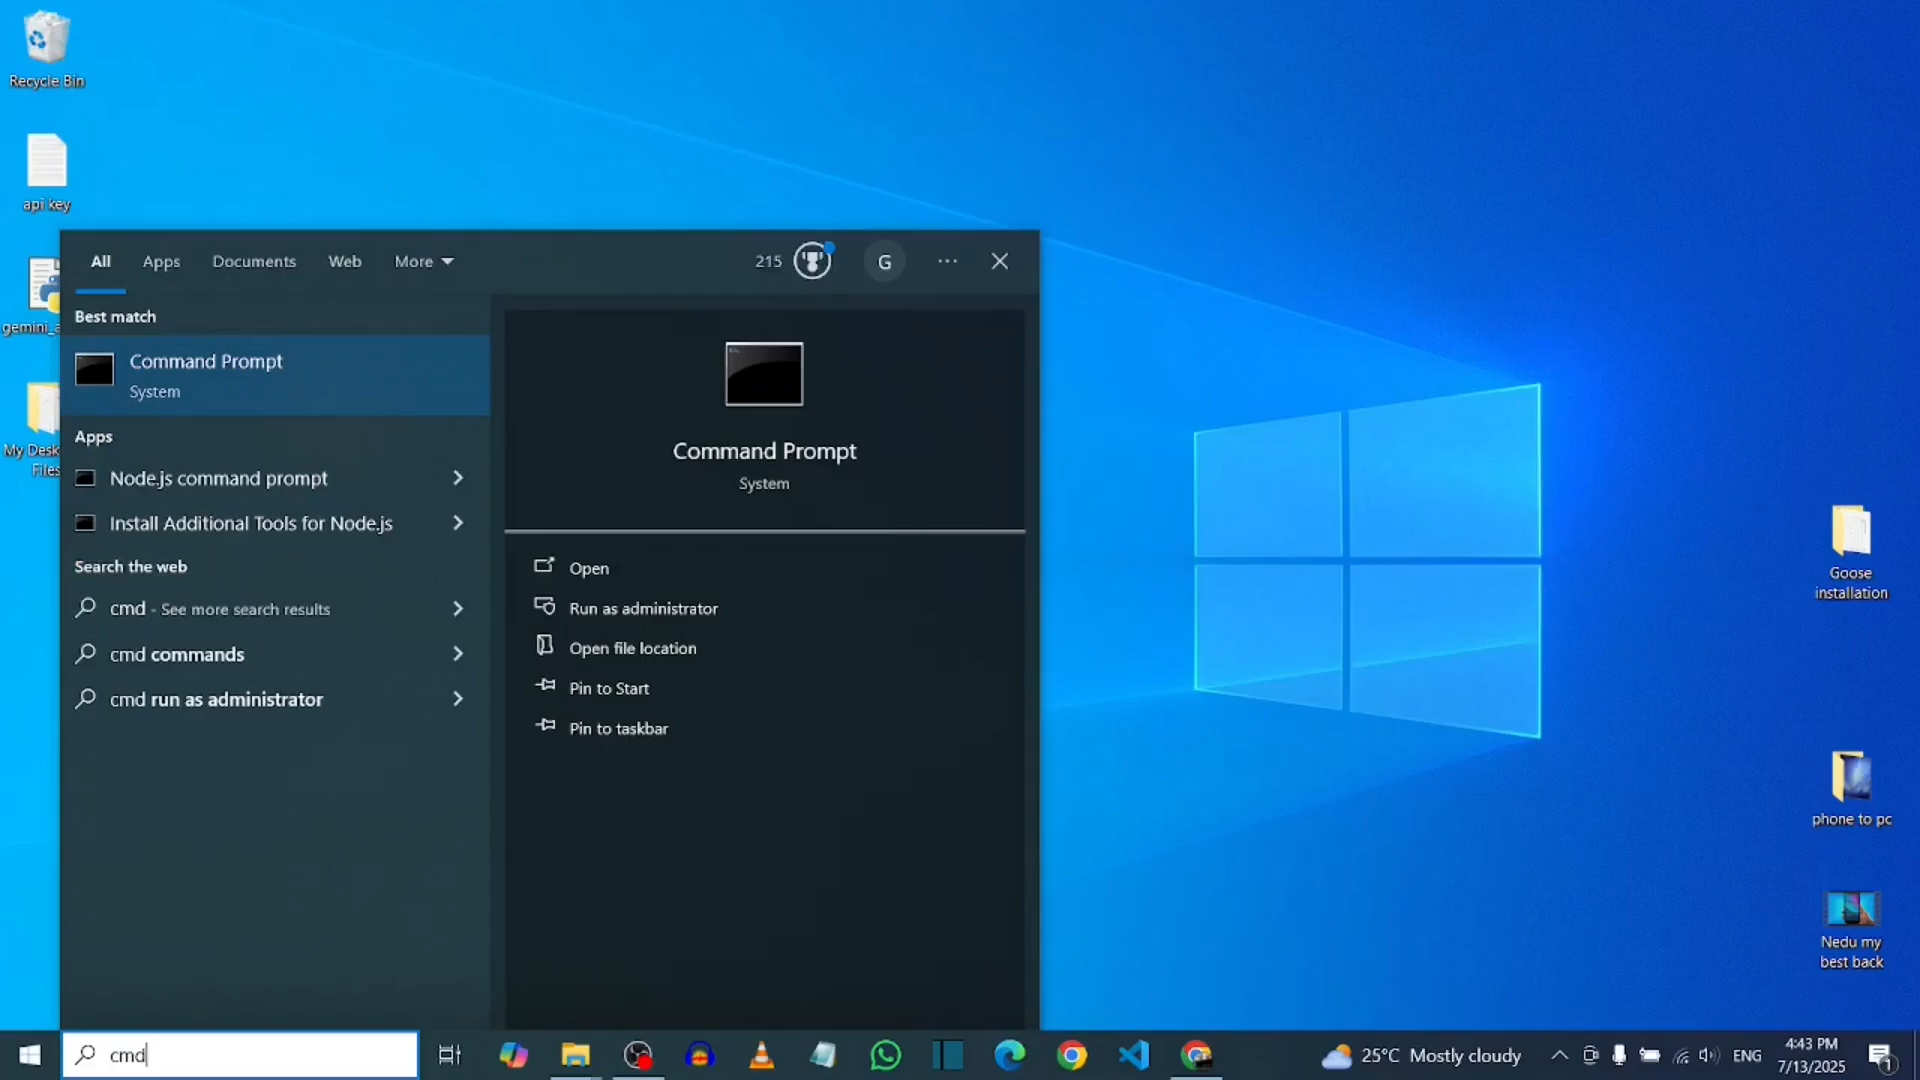 Recycle Bin
api key
gemini_a
My Desk
Files
All Apps Documents Web More 215 G
Best match
Command Prompt
System
Apps
Node.js command prompt
Install Additional Tools for Node.js
Search the web
cmd - See more search results
cmd commands
cmd run as administrator
Command Prompt
System
Open
Run as administrator
Open file location
Pin to Start
Pin to taskbar
Goose
installation
phone to pc
Nedu my
best back
cmd
25°C Mostly cloudy
ENG
4:43 PM
7/13/2025
1